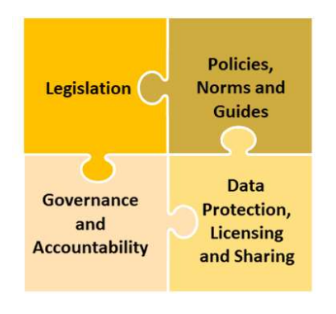 Legislation
Policies,
Norms and
Guides
Governance
and
Accountability
Data
Protection,
Licensing
and Sharing